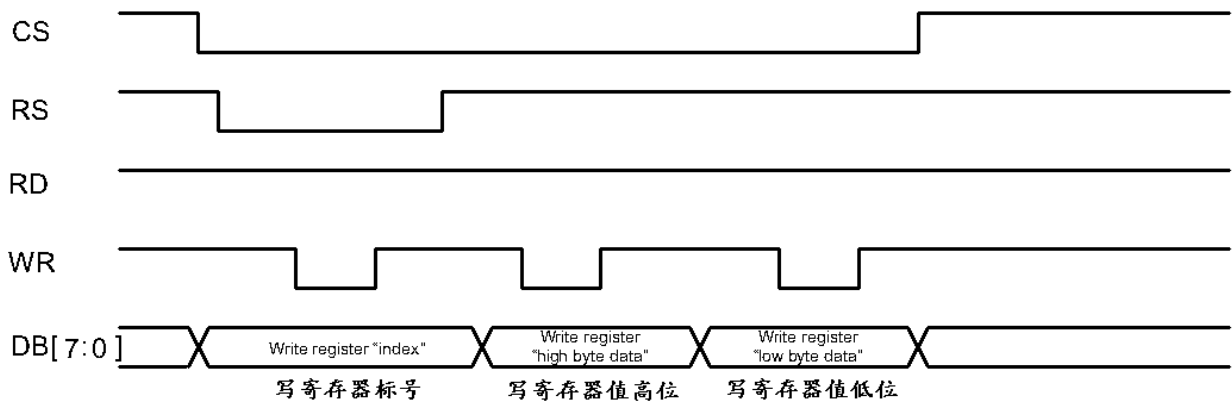 CS
RS
RD
WR
DB[7:0]
Write register "index"
Write register
"high byte data"
Write register
"low byte data"
写寄存器标号
写寄存器值高位
写寄存器值低位